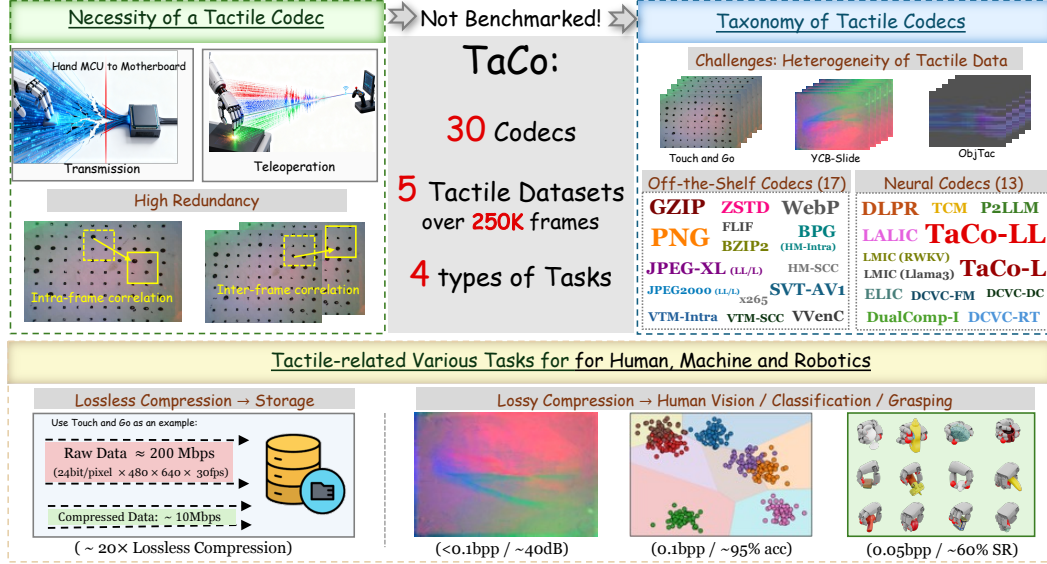 Necessity of a Tactile Codec
Hand MCU to Motherboard
Transmission
Teleoperation
High Redundancy
Intra-frame correlation
Inter-frame correlation
Not Benchmarked!
TaCo:
30 Codecs
5 Tactile Datasets
over 250K frames
4 types of Tasks
Taxonomy of Tactile Codecs
Challenges: Heterogeneity of Tactile Data
Touch and Go
YCB-Slide
ObjTac
Off-the-Shelf Codecs (17)
GZIP ZSTD WebP
PNG FLIF BPG
BZIP2 (HM-Intra)
JPEG-XL (LL/L) HM-SCC
JPEG2000 (LL/L) x265 SVT-AV1
VTM-Intra VTM-SCC VVenC
Neural Codecs (13)
DLPR TCM P2LLM
LALIC TaCo-LL
LMIC (RWKV)
LMIC (Llama3) TaCo-L
ELIC DCVC-FM DCVC-DC
DualComp-I DCVC-RT
Tactile-related Various Tasks for for Human, Machine and Robotics
Lossless Compression → Storage
Use Touch and Go as an example:
Raw Data ≈ 200 Mbps
(24bit/pixel × 480 × 640 × 30fps)
Compressed Data: ~ 10Mbps
( ~ 20× Lossless Compression)
Lossy Compression → Human Vision / Classification / Grasping
(<0.1bpp / ~40dB)
(0.1bpp / ~95% acc)
(0.05bpp / ~60% SR)